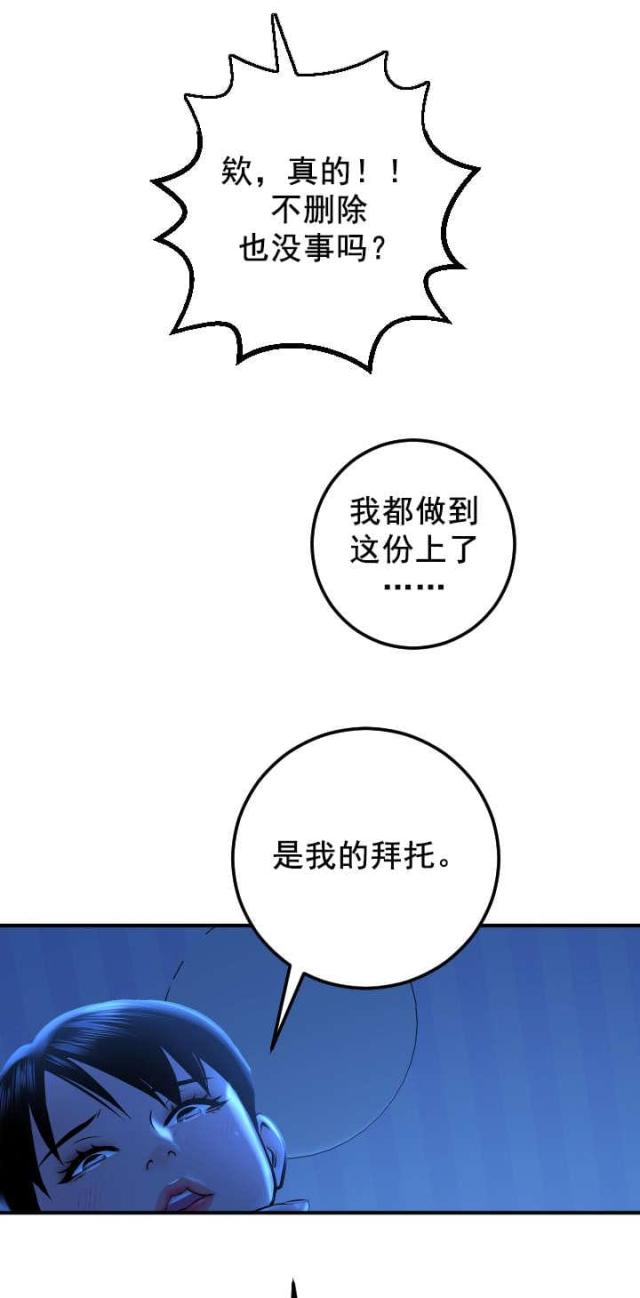 欸，真的！！
不删除
也没事吗？
我都做到
这份上了
……
是我的拜托。